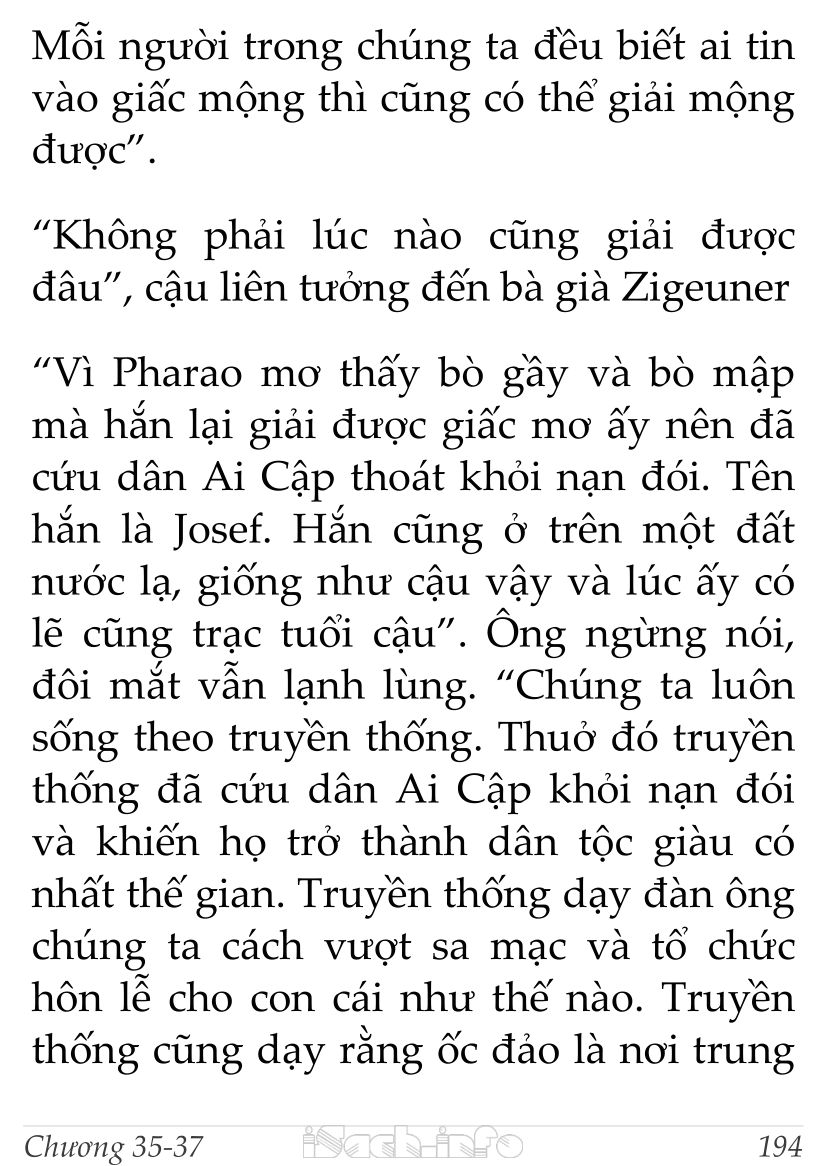 Mỗi người trong chúng ta đều biết ai tin
vào giấc mộng thì cũng có thể giải mộng
được”.
“Không phải lúc nào cũng giải được
đâu”, cậu liên tưởng đến bà già Zigeuner
“Vì Pharao mơ thấy bò gầy và bò mập
mà hắn lại giải được giấc mơ ấy nên đã
cứu dân Ai Cập thoát khỏi nạn đói. Tên
hắn là Josef. Hắn cũng ở trên một đất
nước lạ, giống như cậu vậy và lúc ấy có
lẽ cũng trạc tuổi cậu”. Ông ngừng nói,
đôi mắt vẫn lạnh lùng. “Chúng ta luôn
sống theo truyền thống. Thuở đó truyền
thống đã cứu dân Ai Cập khỏi nạn đói
và khiến họ trở thành dân tộc giàu có
nhất thế gian. Truyền thống dạy đàn ông
chúng ta cách vượt sa mạc và tổ chức
hôn lễ cho con cái như thế nào. Truyền
thống cũng dạy rằng ốc đảo là nơi trung
Chương 35-37 iSach.info 194